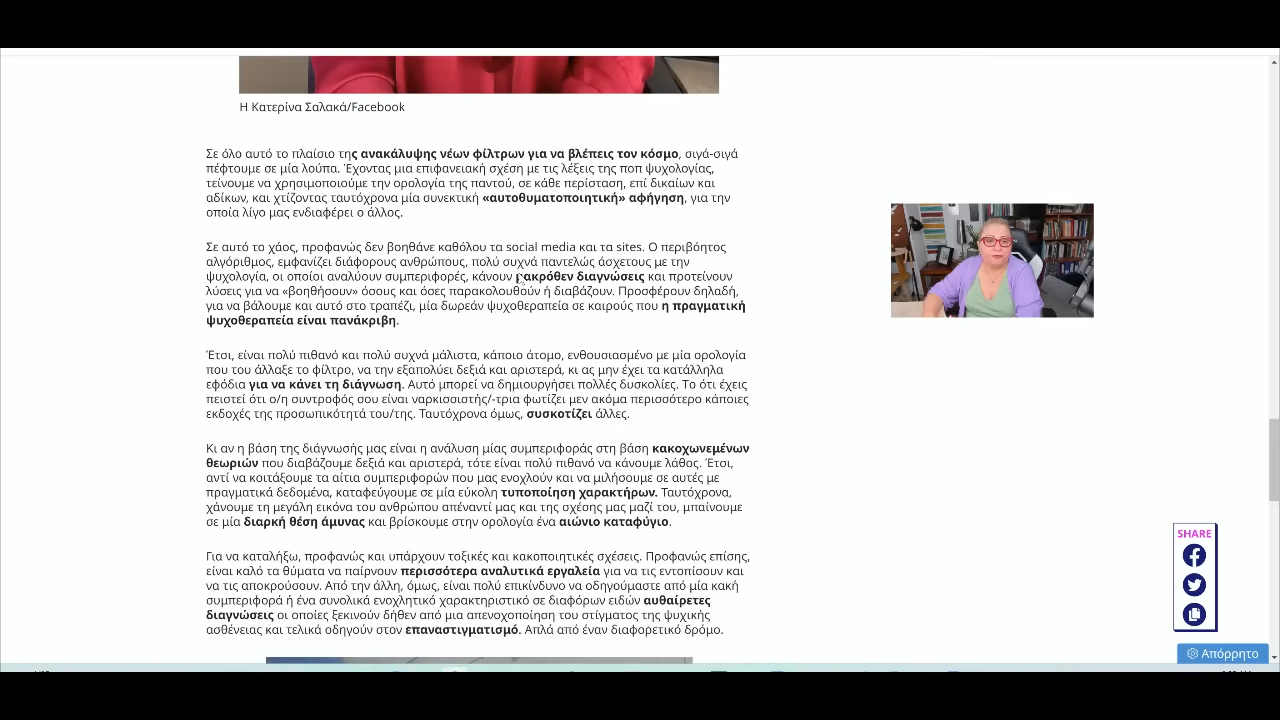 Η Κατερίνα Σαλακά/Facebook
Σε όλο αυτό το πλαίσιο της ανακάλυψης νέων φίλτρων για να βλέπεις τον κόσμο, σιγά-σιγά
πέφτουμε σε μία λούπα. Έχοντας μια επιφανειακή σχέση με τις λέξεις της ποπ ψυχολογίας,
τείνουμε να χρησιμοποιούμε την ορολογία της παντού, σε κάθε περίσταση, επί δικαίων και
αδίκων, και χτίζοντας ταυτόχρονα μία συνεκτική «αυτοθυματοποιητική» αφήγηση, για την
οποία λίγο μας ενδιαφέρει ο άλλος.
Σε αυτό το χάος, προφανώς δεν βοηθάνε καθόλου τα social media και τα sites. Ο περιβόητος
αλγόριθμος, εμφανίζει διάφορους ανθρώπους, πολύ συχνά παντελώς άσχετους με την
ψυχολογία, οι οποίοι αναλύουν συμπεριφορές, κάνουν μακρόθεν διαγνώσεις και προτείνουν
λύσεις για να «βοηθήσουν» όσους και όσες παρακολουθούν ή διαβάζουν. Προσφέρουν δηλαδή,
για να βάλουμε και αυτό στο τραπέζι, μία δωρεάν ψυχοθεραπεία σε καιρούς που η πραγματική
ψυχοθεραπεία είναι πανάκριβη.
Έτσι, είναι πολύ πιθανό και πολύ συχνά μάλιστα, κάποιο άτομο, ενθουσιασμένο με μία ορολογία
που του άλλαξε το φίλτρο, να την εξαπολύει δεξιά και αριστερά, κι ας μην έχει τα κατάλληλα
εφόδια για να κάνει τη διάγνωση. Αυτό μπορεί να δημιουργήσει πολλές δυσκολίες. Το ότι έχεις
πειστεί ότι ο/η συντροφός σου είναι ναρκισσιστής/-τρια φωτίζει μεν ακόμα περισσότερο κάποιες
εκδοχές της προσωπικότητά του/της. Ταυτόχρονα όμως, συσκοτίζει άλλες.
Κι αν η βάση της διάγνωσής μας είναι η ανάλυση μίας συμπεριφοράς στη βάση κακοχωνεμένων
θεωριών που διαβάζουμε δεξιά και αριστερά, τότε είναι πολύ πιθανό να κάνουμε λάθος. Έτσι,
αντί να κοιτάξουμε τα αίτια συμπεριφορών που μας ενοχλούν και να μιλήσουμε σε αυτές με
πραγματικά δεδομένα, καταφεύγουμε σε μία εύκολη τυποποίηση χαρακτήρων. Ταυτόχρονα,
χάνουμε τη μεγάλη εικόνα του ανθρώπου απέναντί μας και της σχέσης μας μαζί του, μπαίνουμε
σε μία διαρκή θέση άμυνας και βρίσκουμε στην ορολογία ένα αιώνιο καταφύγιο.
Για να καταλήξω, προφανώς και υπάρχουν τοξικές και κακοποιητικές σχέσεις. Προφανώς επίσης,
είναι καλό τα θύματα να παίρνουν περισσότερα αναλυτικά εργαλεία για να τις εντοπίσουν και
να τις αποκρούσουν. Από την άλλη, όμως, είναι πολύ επικίνδυνο να οδηγούμαστε από μία κακή
συμπεριφορά ή ένα συνολικά ενοχλητικό χαρακτηριστικό σε διαφόρων ειδών αυθαίρετες
διαγνώσεις οι οποίες ξεκινούν δήθεν από μια απενοχοποίηση του στίγματος της ψυχικής
ασθένειας και τελικά οδηγούν στον επαναστιγματισμό. Απλά από έναν διαφορετικό δρόμο.
SHARE
Απόρρητο